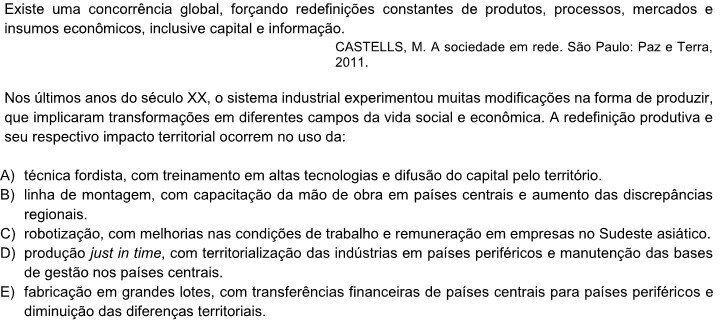 Existe uma concorrência global, forçando redefinições constantes de produtos, processos, mercados e
insumos econômicos, inclusive capital e informação.
CASTELLS, M. A sociedade em rede. São Paulo: Paz e Terra,
2011.
Nos últimos anos do século XX, o sistema industrial experimentou muitas modificações na forma de produzir,
que implicaram transformações em diferentes campos da vida social e econômica. A redefinição produtiva e
seu respectivo impacto territorial ocorrem no uso da:
A) técnica fordista, com treinamento em altas tecnologias e difusão do capital pelo território.
B) linha de montagem, com capacitação da mão de obra em países centrais e aumento das discrepâncias
regionais.
C) robotização, com melhorias nas condições de trabalho e remuneração em empresas no Sudeste asiático.
D) produção just in time, com territorialização das indústrias em países periféricos e manutenção das bases
de gestão nos países centrais.
E) fabricação em grandes lotes, com transferências financeiras de países centrais para países periféricos e
diminuição das diferenças territoriais.